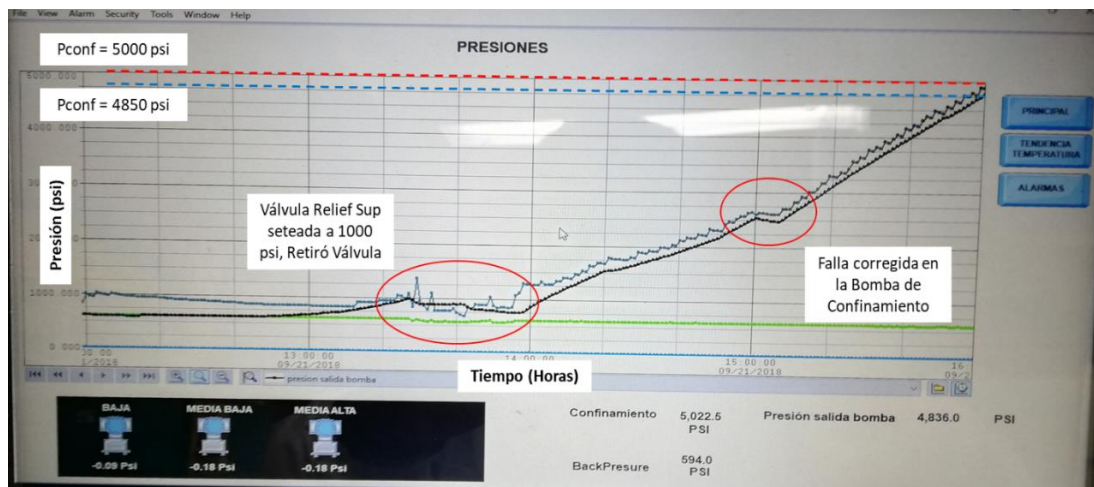 File View Alarm Security Tools Window Help
PRESIONES
Pconf = 5000 psi
Pconf = 4850 psi
4000.000
1000.000
0.000
Presión (psi)
Válvula Relief Sup
seteada a 1000
psi, Retiró Válvula
Falla corregida en
la Bomba de
Confinamiento
PRINCIPAL
TENDENCIA
TEMPERATURA
ALARMAS
13:00:00
09/21/2018
15:00:00
09/21/2018
16
Tiempo (Horas)
presion salida bomba
BAJA
MEDIA BAJA
MEDIA ALTA
-0.09 Psi
-0.18 Psi
-0.18 Psi
Confinamiento 5,022.5
PSI
Presión salida bomba 4,836.0 PSI
BackPresure 594.0
PSI